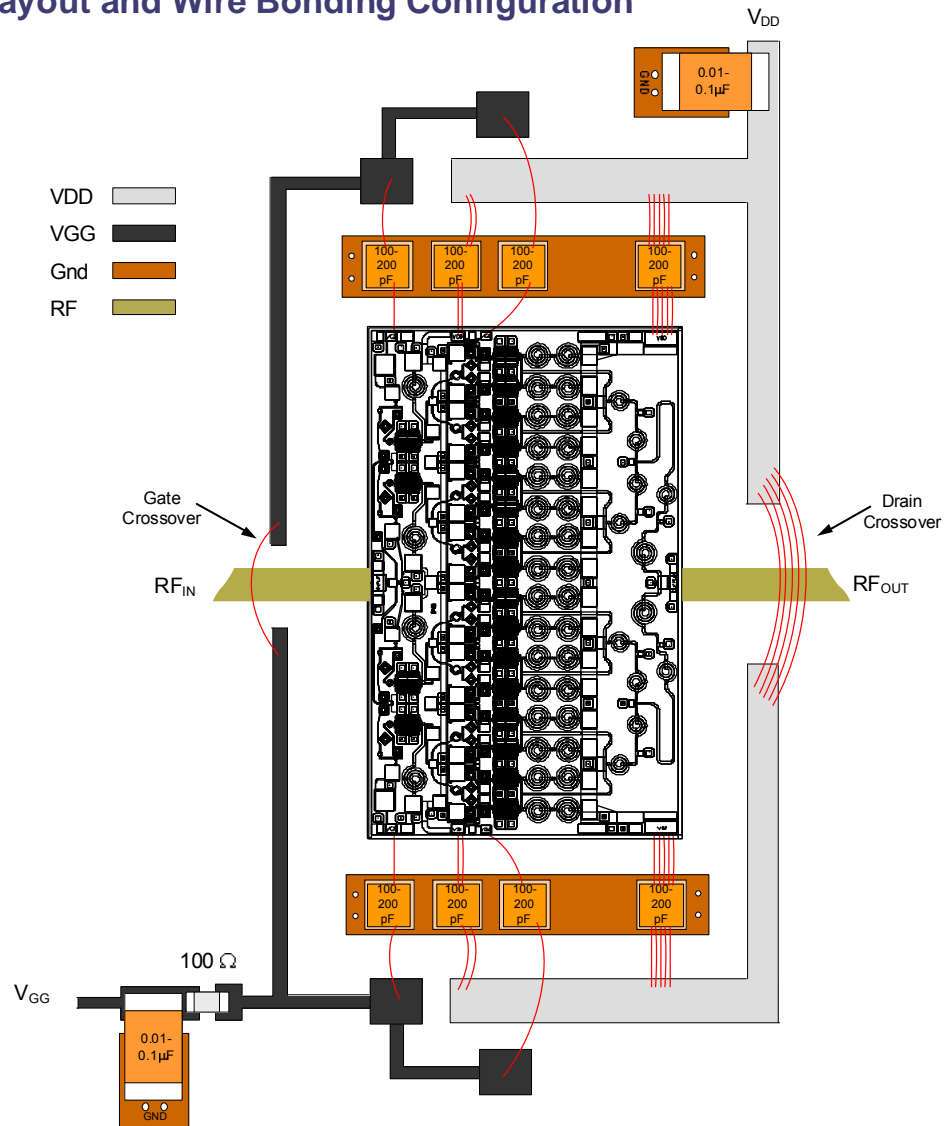 ayout and Wire Bonding Configuration
VDD
GND
0.01-
0.1µF
VDD
VGG
Gnd
RF
100-
200
pF
100-
200
pF
100-
200
pF
100-
200
pF
Gate
Crossover
Drain
Crossover
RFIN
RFOUT
100-
200
pF
100-
200
pF
100-
200
pF
100-
200
pF
100 Ω
VGG
0.01-
0.1µF
GND